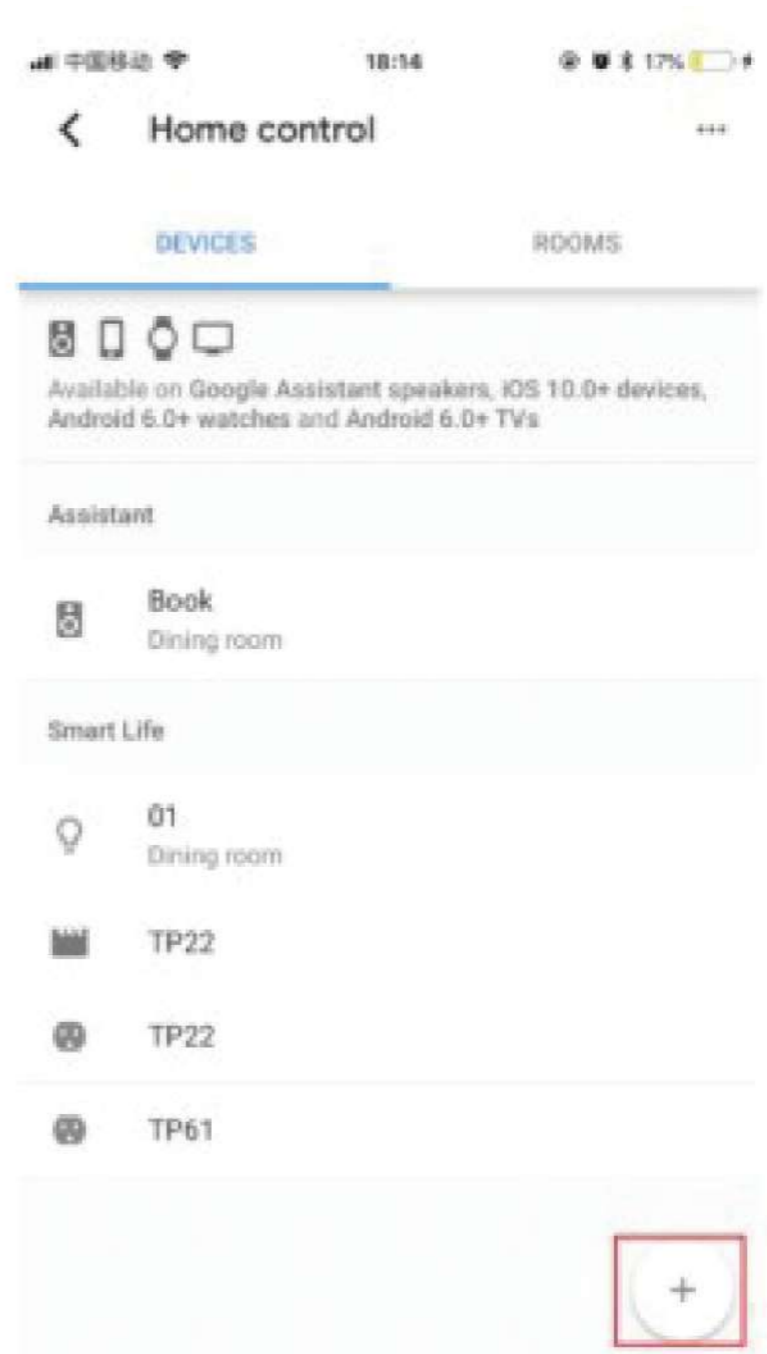 中国移动 18:14 17%
Home control
DEVICES ROOMS
Available on Google Assistant speakers, iOS 10.0+ devices,
Android 6.0+ watches and Android 6.0+ TVs
Assistant
Book
Dining room
Smart Life
01
Dining room
TP22
TP22
TP61
+